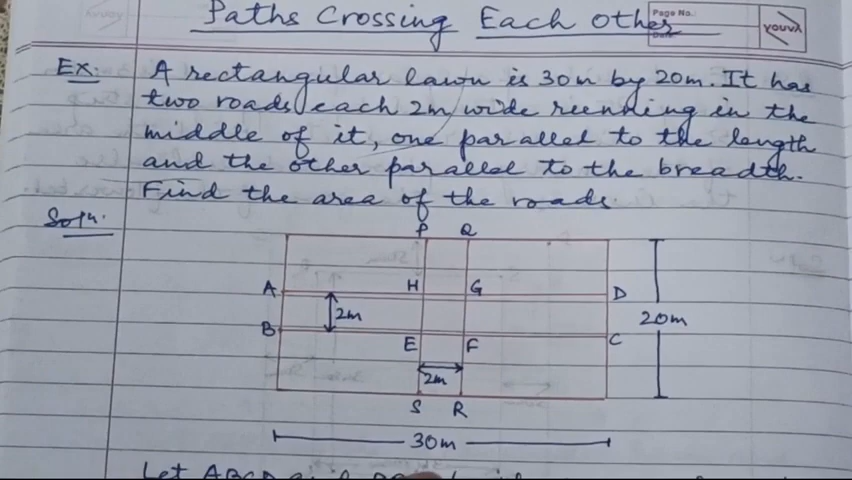 Paths Crossing Each Other
Page No.:
Date:
YOUVA
Ex. A rectangular lawn is 30m by 20m. It has
two roads each 2m wide running in the
middle of it, one parallel to the length
and the other parallel to the breadth.
Find the area of the roads.
Soln.
P Q
A H G D
2m
20m
B E F C
2m
S R
30m
Let ABCD